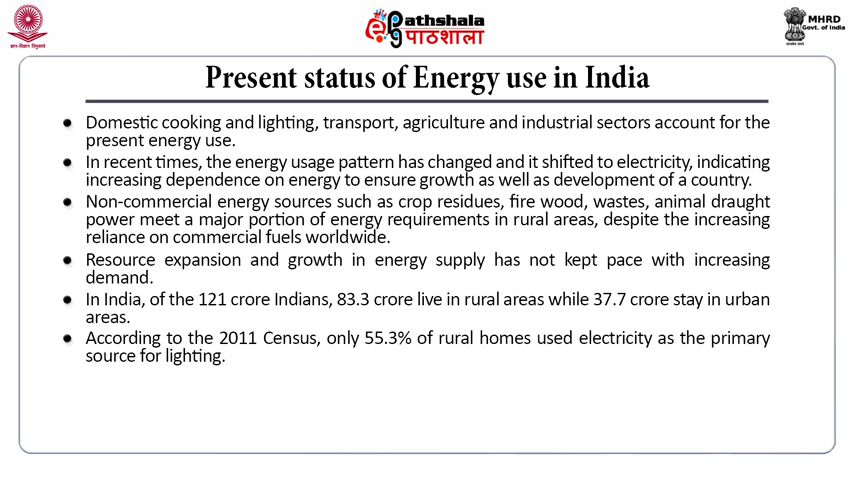 ePathshala
पाठशाला
MHRD
Govt. of India
Present status of Energy use in India
Domestic cooking and lighting, transport, agriculture and industrial sectors account for the
present energy use.
In recent times, the energy usage pattern has changed and it shifted to electricity, indicating
increasing dependence on energy to ensure growth as well as development of a country.
Non-commercial energy sources such as crop residues, fire wood, wastes, animal draught
power meet a major portion of energy requirements in rural areas, despite the increasing
reliance on commercial fuels worldwide.
Resource expansion and growth in energy supply has not kept pace with increasing
demand.
In India, of the 121 crore Indians, 83.3 crore live in rural areas while 37.7 crore stay in urban
areas.
According to the 2011 Census, only 55.3% of rural homes used electricity as the primary
source for lighting.